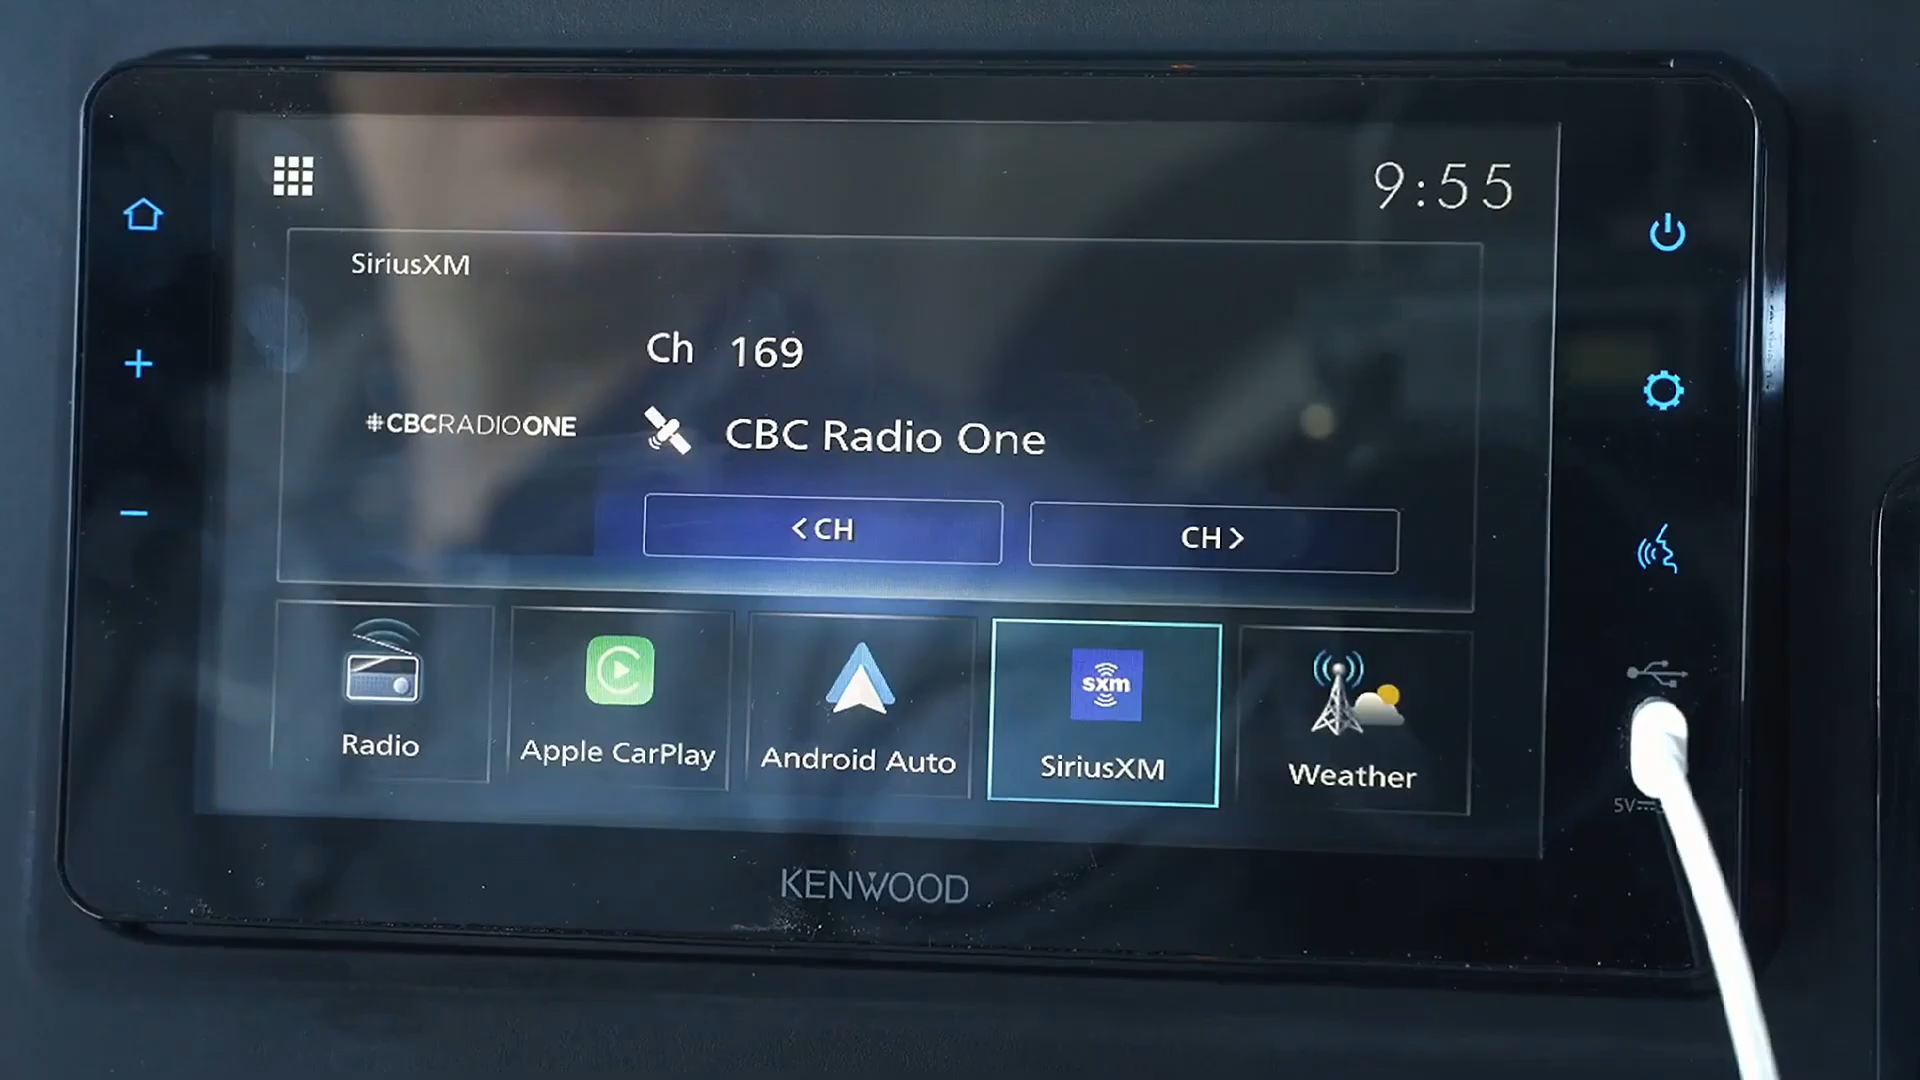 9:55
SiriusXM
Ch 169
#CBCRADIOONE
CBC Radio One
<CH
CH>
Radio
Apple CarPlay
Android Auto
sxm
SiriusXM
Weather
5V
KENWOOD